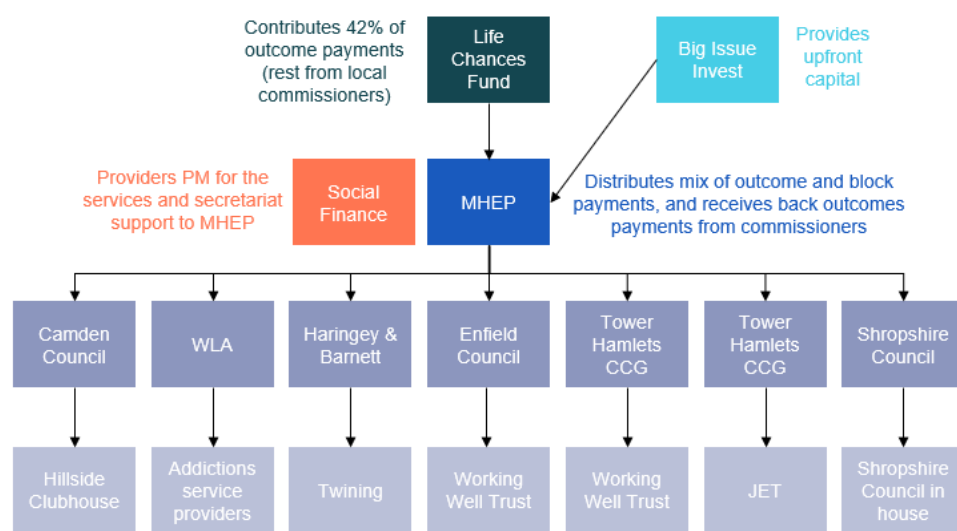 Contributes 42% of
outcome payments
(rest from local
commissioners)
Life
Chances
Fund
Big Issue
Invest
Provides
upfront
capital
Providers PM for the
services and secretariat
support to MHEP
Social
Finance
MHEP
Distributes mix of outcome and block
payments, and receives back outcomes
payments from commissioners
Camden
Council
WLA
Haringey &
Barnett
Enfield
Council
Tower
Hamlets
CCG
Tower
Hamlets
CCG
Shropshire
Council
Hillside
Clubhouse
Addictions
service
providers
Twining
Working
Well Trust
Working
Well Trust
JET
Shropshire
Council in
house